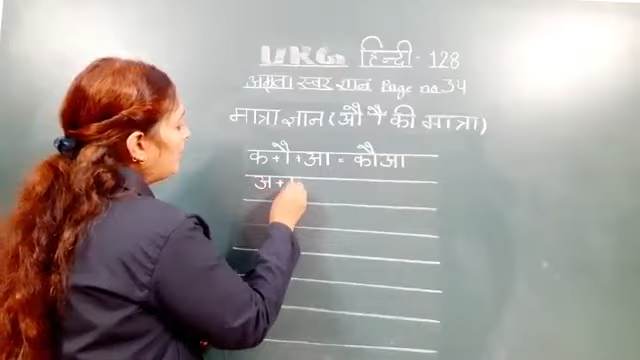 UKG हिन्दी - 128
अमृता स्वर ज्ञान Page no. 34
मात्रा ज्ञान (औ ौ की मात्रा)
क + ौ + आ = कौआ
अ +